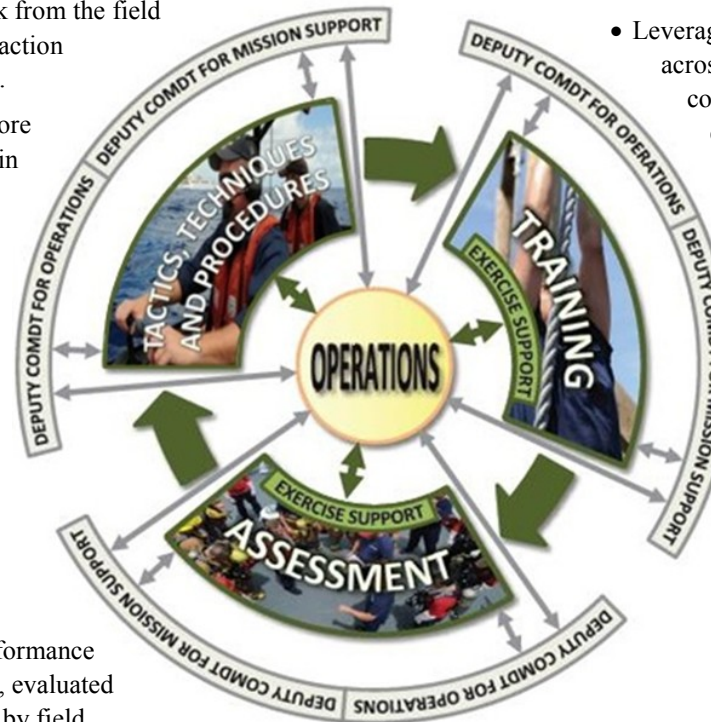 k from the field
action
.
ore
in
• Leverag
acros
co
DEPUTY COMDT FOR MISSION SUPPORT
DEPUTY COMDT FOR OPERATIONS
TACTICS, TECHNIQUES
AND PROCEDURES
DEPUTY COMDT FOR OPERATIONS
DEPUTY COMDT FOR MISSION SUPPORT
TRAINING
EXERCISE SUPPORT
OPERATIONS
EXERCISE SUPPORT
ASSESSMENT
DEPUTY COMDT FOR MISSION SUPPORT
DEPUTY COMDT FOR OPERATIONS
formance
, evaluated
by field